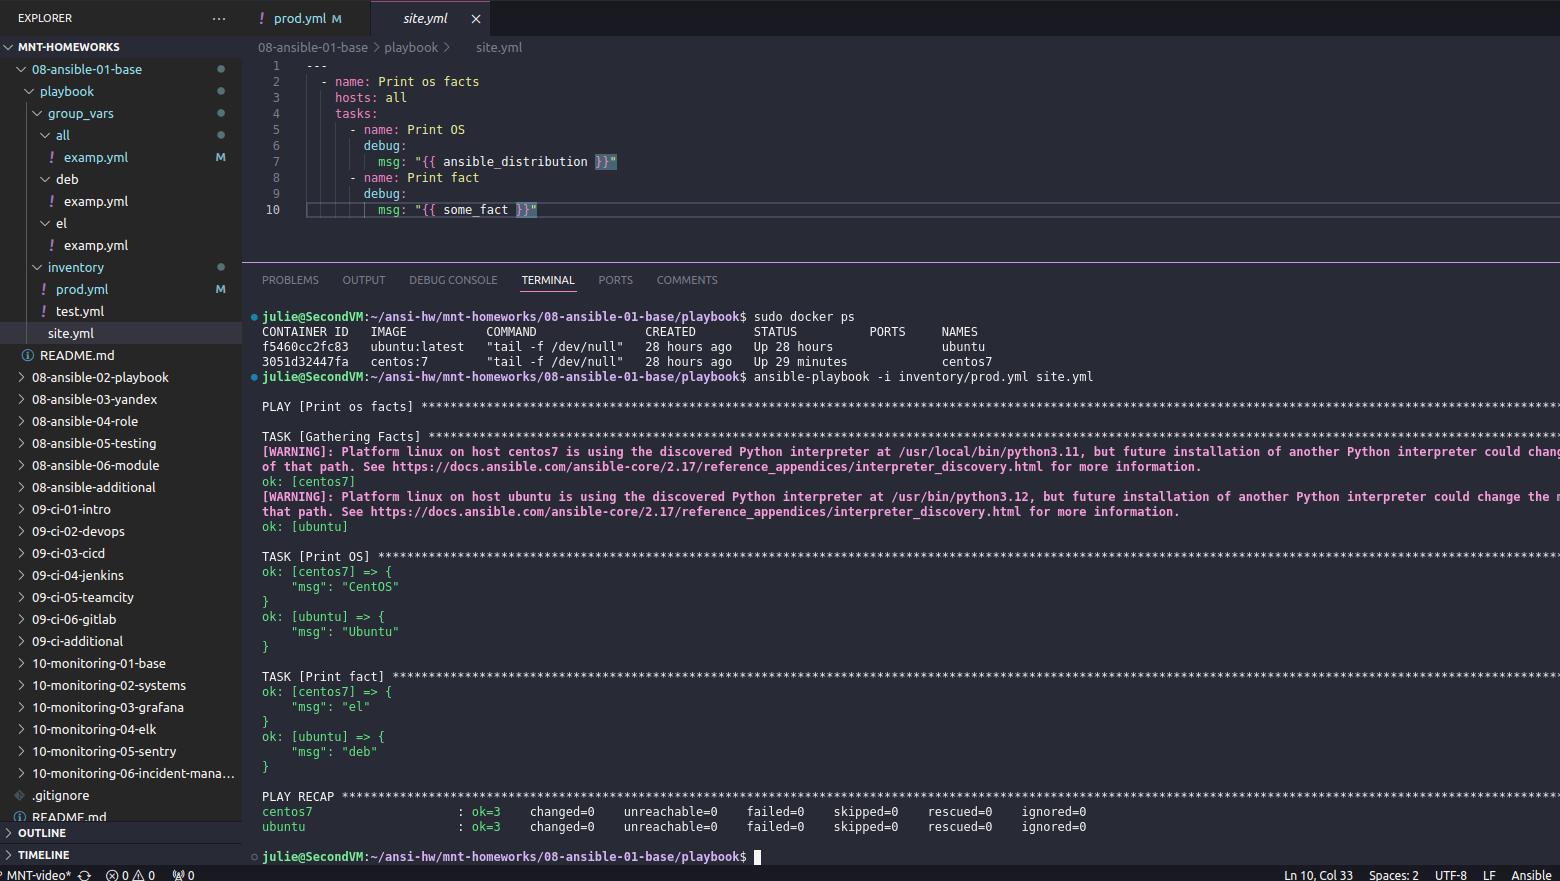 EXPLORER
···
MNT-HOMEWORKS
08-ansible-01-base
playbook
group_vars
all
! examp.yml M
deb
! examp.yml
el
! examp.yml
inventory
! prod.yml M
! test.yml
site.yml
README.md
08-ansible-02-playbook
08-ansible-03-yandex
08-ansible-04-role
08-ansible-05-testing
08-ansible-06-module
08-ansible-additional
09-ci-01-intro
09-ci-02-devops
09-ci-03-cicd
09-ci-04-jenkins
09-ci-05-teamcity
09-ci-06-gitlab
09-ci-additional
10-monitoring-01-base
10-monitoring-02-systems
10-monitoring-03-grafana
10-monitoring-04-elk
10-monitoring-05-sentry
10-monitoring-06-incident-mana...
.gitignore
README.md
OUTLINE
TIMELINE
! prod.yml M
site.yml
08-ansible-01-base > playbook > site.yml
1 ---
2 - name: Print os facts
3 hosts: all
4 tasks:
5 - name: Print OS
6 debug:
7 msg: "{{ ansible_distribution }}"
8 - name: Print fact
9 debug:
10 msg: "{{ some_fact }}"
PROBLEMS OUTPUT DEBUG CONSOLE TERMINAL PORTS COMMENTS
julie@SecondVM:~/ansi-hw/mnt-homeworks/08-ansible-01-base/playbook$ sudo docker ps
CONTAINER ID IMAGE COMMAND CREATED STATUS PORTS NAMES
f5460cc2fc83 ubuntu:latest "tail -f /dev/null" 28 hours ago Up 28 hours ubuntu
3051d32447fa centos:7 "tail -f /dev/null" 28 hours ago Up 29 minutes centos7
julie@SecondVM:~/ansi-hw/mnt-homeworks/08-ansible-01-base/playbook$ ansible-playbook -i inventory/prod.yml site.yml
PLAY [Print os facts] ****************************************************************************************************************************************************************
TASK [Gathering Facts] ***************************************************************************************************************************************************************
[WARNING]: Platform linux on host centos7 is using the discovered Python interpreter at /usr/local/bin/python3.11, but future installation of another Python interpreter could chang
of that path. See https://docs.ansible.com/ansible-core/2.17/reference_appendices/interpreter_discovery.html for more information.
ok: [centos7]
[WARNING]: Platform linux on host ubuntu is using the discovered Python interpreter at /usr/bin/python3.12, but future installation of another Python interpreter could change the m
that path. See https://docs.ansible.com/ansible-core/2.17/reference_appendices/interpreter_discovery.html for more information.
ok: [ubuntu]
TASK [Print OS] **********************************************************************************************************************************************************************
ok: [centos7] => {
"msg": "CentOS"
}
ok: [ubuntu] => {
"msg": "Ubuntu"
}
TASK [Print fact] ********************************************************************************************************************************************************************
ok: [centos7] => {
"msg": "el"
}
ok: [ubuntu] => {
"msg": "deb"
}
PLAY RECAP ***************************************************************************************************************************************************************************
centos7 : ok=3 changed=0 unreachable=0 failed=0 skipped=0 rescued=0 ignored=0
ubuntu : ok=3 changed=0 unreachable=0 failed=0 skipped=0 rescued=0 ignored=0
julie@SecondVM:~/ansi-hw/mnt-homeworks/08-ansible-01-base/playbook$
MNT-video* 0 0 0 Ln 10, Col 33 Spaces: 2 UTF-8 LF Ansible